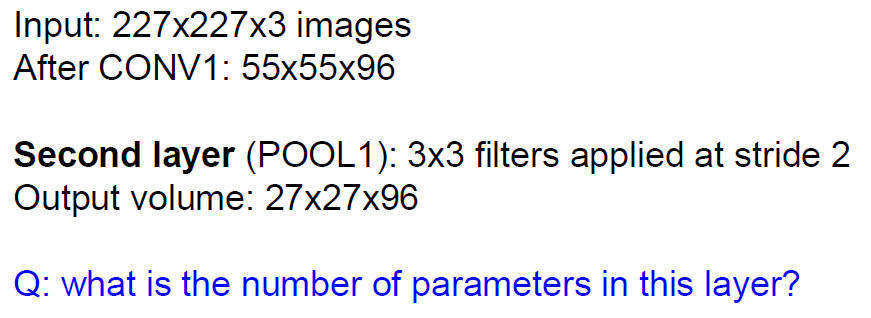 Input: 227x227x3 images
After CONV1: 55x55x96
Second layer (POOL1): 3x3 filters applied at stride 2
Output volume: 27x27x96
Q: what is the number of parameters in this layer?